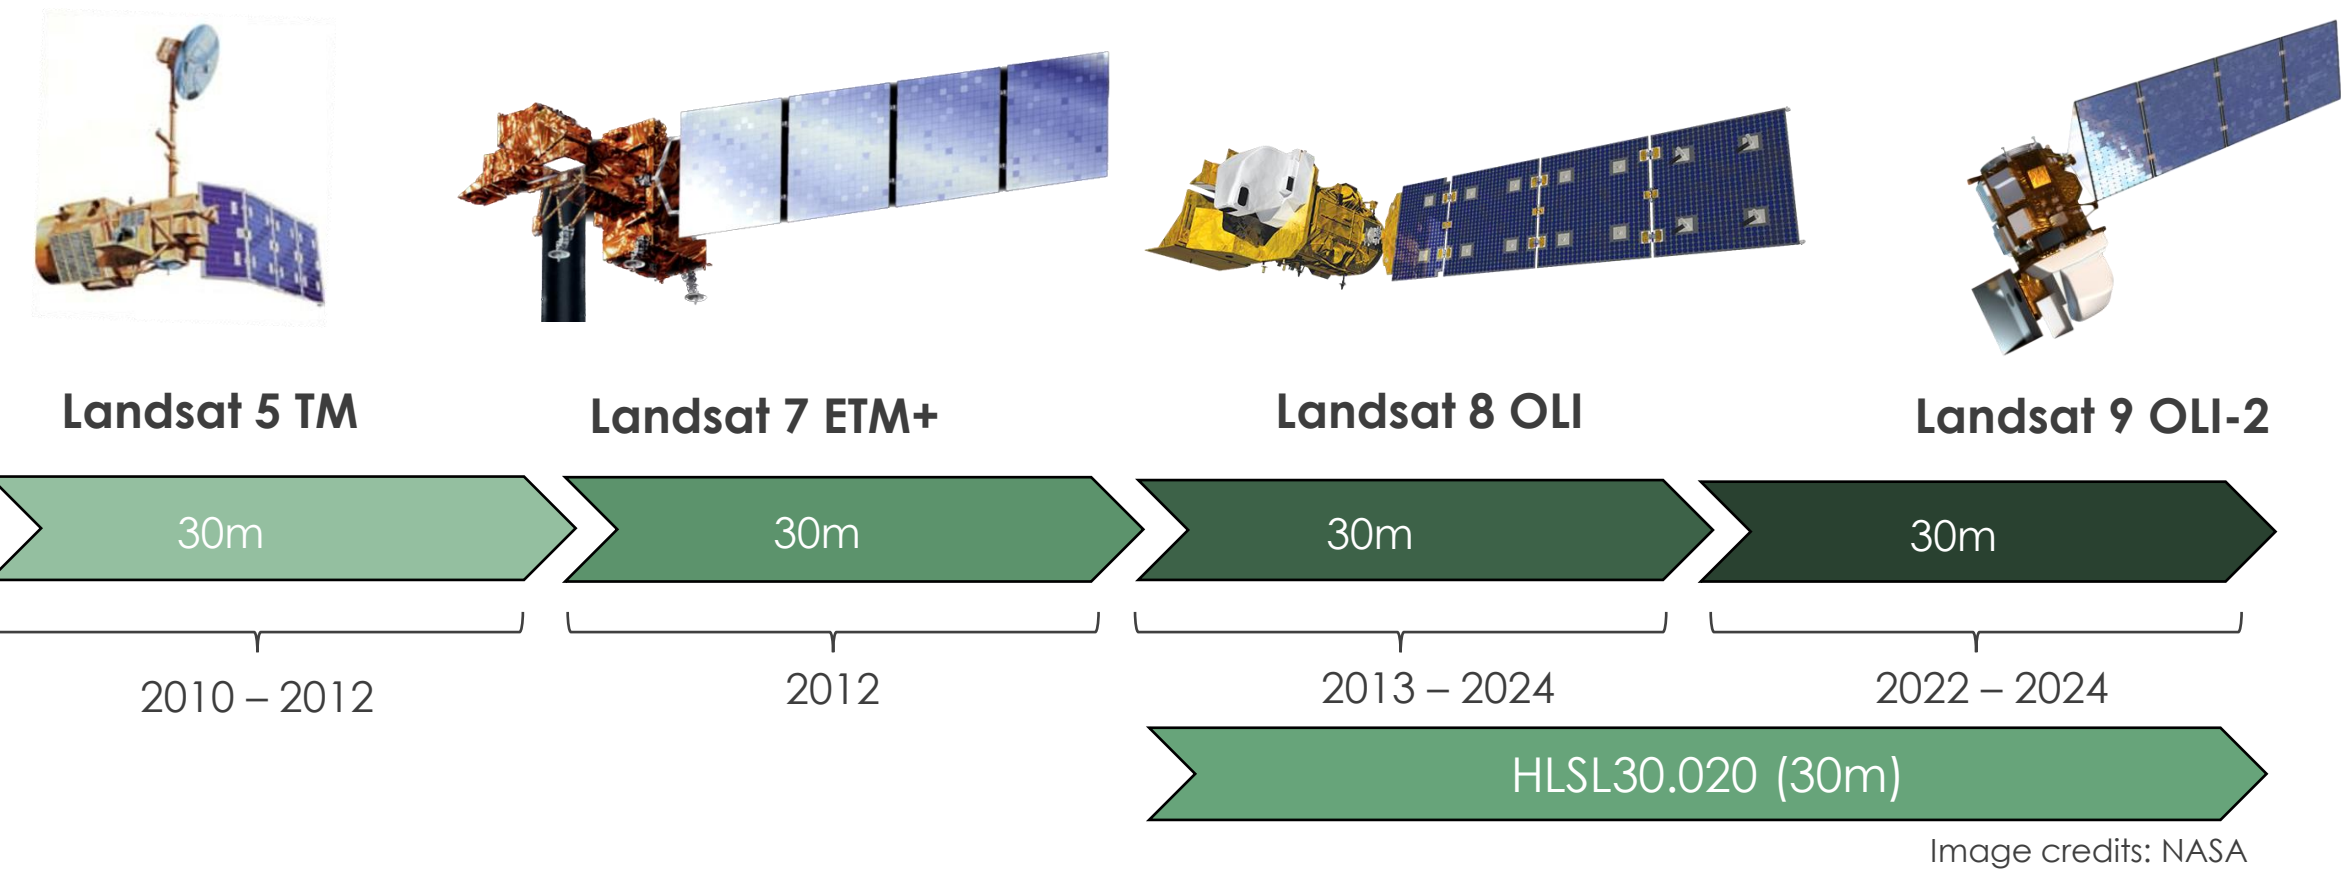 Landsat 5 TM
Landsat 7 ETM+
Landsat 8 OLI
Landsat 9 OLI-2
30m
30m
30m
30m
2010 – 2012
2012
2013 – 2024
2022 – 2024
HLSL30.020 (30m)
Image credits: NASA